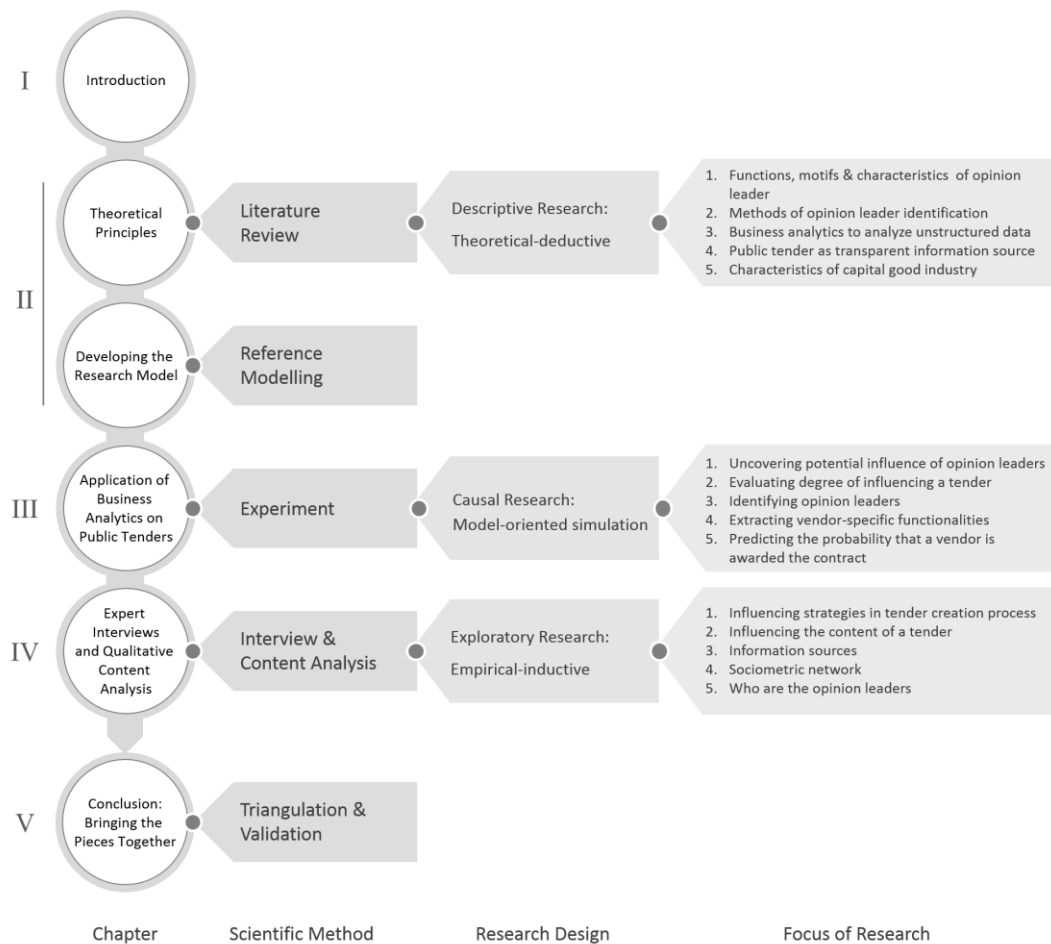 I
Introduction
II
Theoretical
Principles
Literature
Review
Descriptive Research:
Theoretical-deductive
1. Functions, motifs & characteristics of opinion
leader
2. Methods of opinion leader identification
3. Business analytics to analyze unstructured data
4. Public tender as transparent information source
5. Characteristics of capital good industry
Developing the
Research Model
Reference
Modelling
III
Application of
Business
Analytics on
Public Tenders
Experiment
Causal Research:
Model-oriented simulation
1. Uncovering potential influence of opinion leaders
2. Evaluating degree of influencing a tender
3. Identifying opinion leaders
4. Extracting vendor-specific functionalities
5. Predicting the probability that a vendor is
awarded the contract
IV
Expert
Interviews
and Qualitative
Content
Analysis
Interview &
Content Analysis
Exploratory Research:
Empirical-inductive
1. Influencing strategies in tender creation process
2. Influencing the content of a tender
3. Information sources
4. Sociometric network
5. Who are the opinion leaders
V
Conclusion:
Bringing the
Pieces Together
Triangulation &
Validation
Chapter
Scientific Method
Research Design
Focus of Research